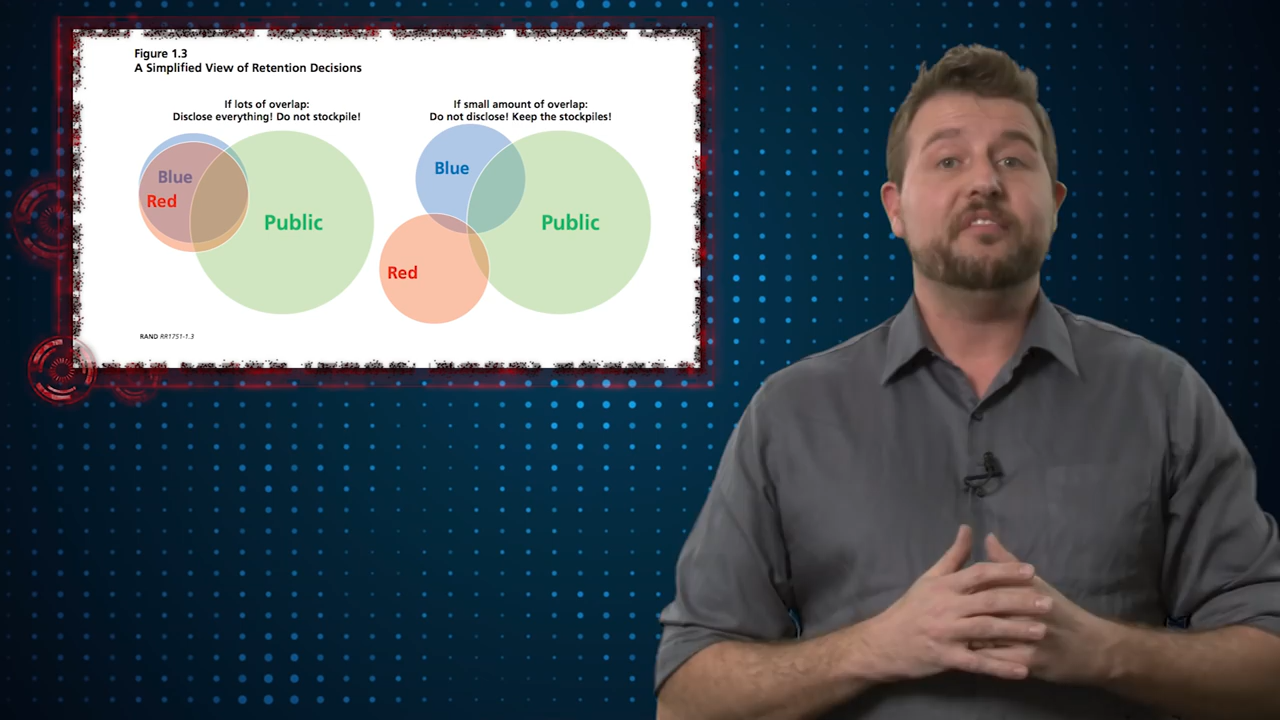 Figure 1.3
A Simplified View of Retention Decisions
If lots of overlap:
Disclose everything! Do not stockpile!
If small amount of overlap:
Do not disclose! Keep the stockpiles!
Blue
Red
Public
Blue
Red
Public
RAND RR1751-1.3